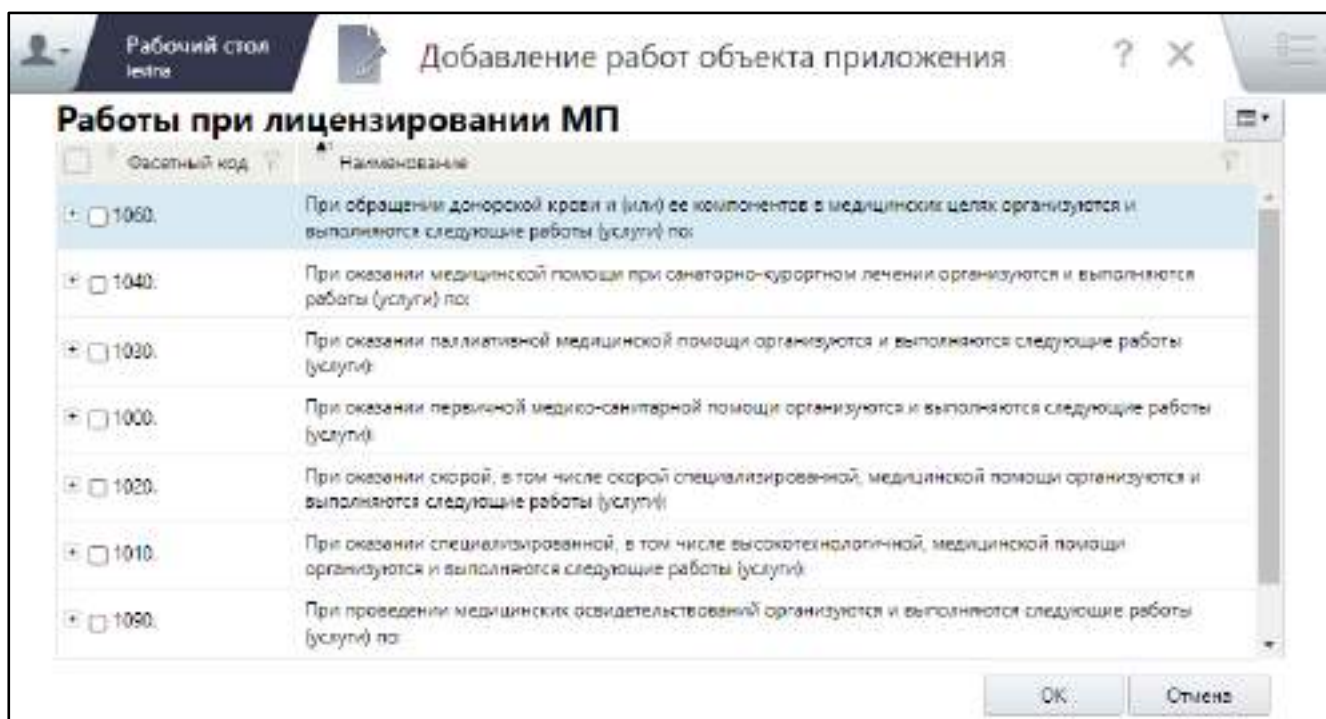 Рабочий стол
Добавление работ объекта приложения ? ×
Работы при лицензировании МП
Фасетный код
Наименование
1060.
При обращении донорской крови и (или) ее компонентов в медицинских целях организуются и
выполняются следующие работы (услуги) по:
1040.
При оказании медицинской помощи при санаторно-курортном лечении организуются и выполняются
работы (услуги) по:
1030.
При оказании паллиативной медицинской помощи организуются и выполняются следующие работы
(услуги):
1000.
При оказании первичной медико-санитарной помощи организуются и выполняются следующие работы
(услуги):
1020.
При оказании скорой, в том числе скорой специализированной, медицинской помощи организуются и
выполняются следующие работы (услуги):
1010.
При оказании специализированной, в том числе высокотехнологичной, медицинской помощи
организуются и выполняются следующие работы (услуги):
1090.
При проведении медицинских освидетельствований организуются и выполняются следующие работы
(услуги) по:
OK
Отмена